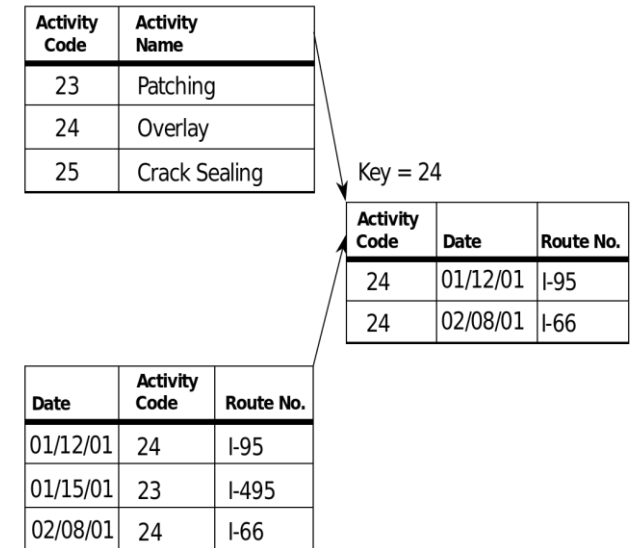 Activity Code Activity Name
23 Patching
24 Overlay
25 Crack Sealing
Key = 24
Activity Code Date Route No.
24 01/12/01 I-95
24 02/08/01 I-66
Date Activity Code Route No.
01/12/01 24 I-95
01/15/01 23 I-495
02/08/01 24 I-66